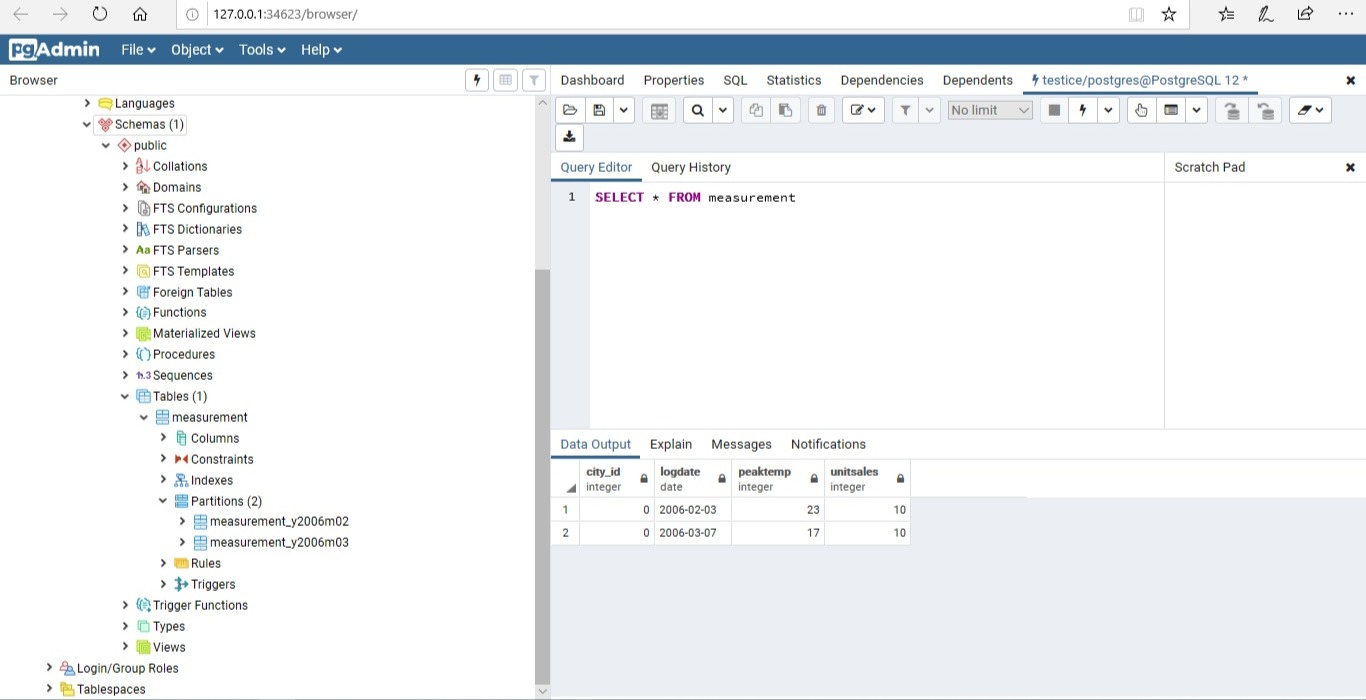 127.0.0.1:34623/browser/
pgAdmin File Object Tools Help
Browser
Dashboard Properties SQL Statistics Dependencies Dependents testice/postgres@PostgreSQL 12 *
Languages
Schemas (1)
public
Collations
Domains
FTS Configurations
FTS Dictionaries
Aa FTS Parsers
FTS Templates
Foreign Tables
Functions
Materialized Views
Procedures
1..3 Sequences
Tables (1)
measurement
Columns
Constraints
Indexes
Partitions (2)
measurement_y2006m02
measurement_y2006m03
Rules
Triggers
Trigger Functions
Types
Views
Login/Group Roles
Tablespaces
No limit
Query Editor Query History
Scratch Pad
1 SELECT * FROM measurement
Data Output Explain Messages Notifications
city_id logdate peaktemp unitsales
integer date integer integer
1 0 2006-02-03 23 10
2 0 2006-03-07 17 10